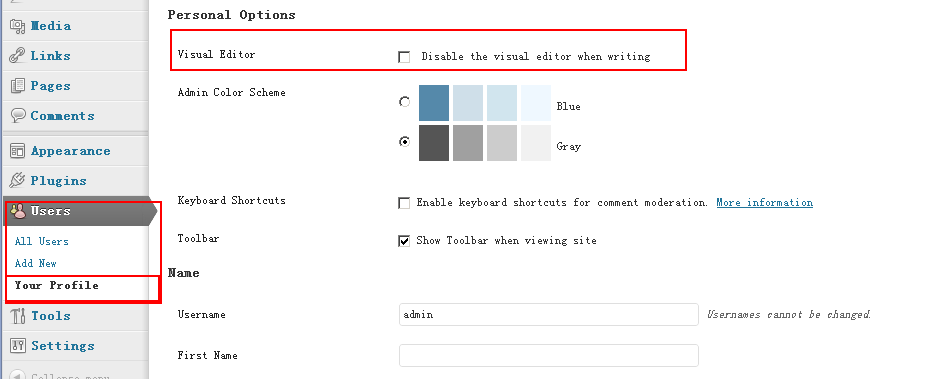 Media
Links
Pages
Comments
Appearance
Plugins
Users
All Users
Add New
Your Profile
Tools
Settings
Collapse menu
Personal Options
Visual Editor
Disable the visual editor when writing
Admin Color Scheme
Blue
Gray
Keyboard Shortcuts
Enable keyboard shortcuts for comment moderation. More information
Toolbar
Show Toolbar when viewing site
Name
Username
admin
Usernames cannot be changed.
First Name